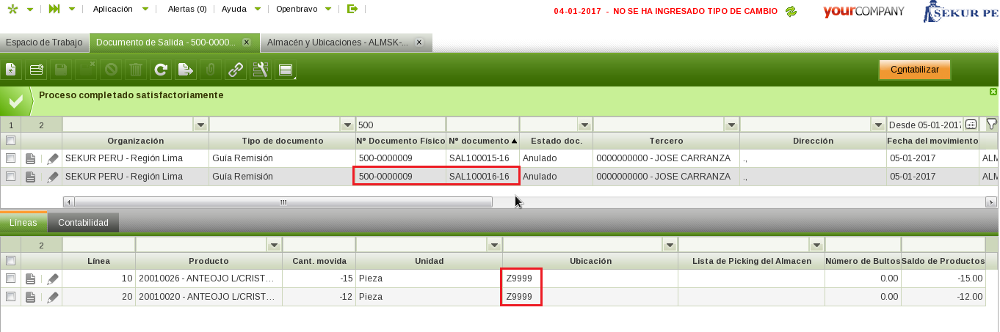 Aplicación Alertas (0) Ayuda Openbravo 04-01-2017 - NO SE HA INGRESADO TIPO DE CAMBIO yourCOMPANY SEKUR PE
Espacio de Trabajo Documento de Salida - 500-0000... x Almacén y Ubicaciones - ALMSK-... x
Contabilizar
Proceso completado satisfactoriamente
1 2 500 Desde 05-01-2017
Organización Tipo de documento Nº Documento Físico Nº documento Estado doc. Tercero Dirección Fecha del movimiento
SEKUR PERU - Región Lima Guía Remisión 500-0000009 SAL100015-16 Anulado 0000000000 - JOSE CARRANZA ., 05-01-2017 ALM
SEKUR PERU - Región Lima Guía Remisión 500-0000009 SAL100016-16 Anulado 0000000000 - JOSE CARRANZA ., 05-01-2017 ALM
Líneas Contabilidad
2
Línea Producto Cant. movida Unidad Ubicación Lista de Picking del Almacen Número de Bultos Saldo de Productos
10 20010026 - ANTEOJO L/CRIST... -15 Pieza Z9999 0.00 -15.00
20 20010020 - ANTEOJO L/CRIST... -12 Pieza Z9999 0.00 -12.00